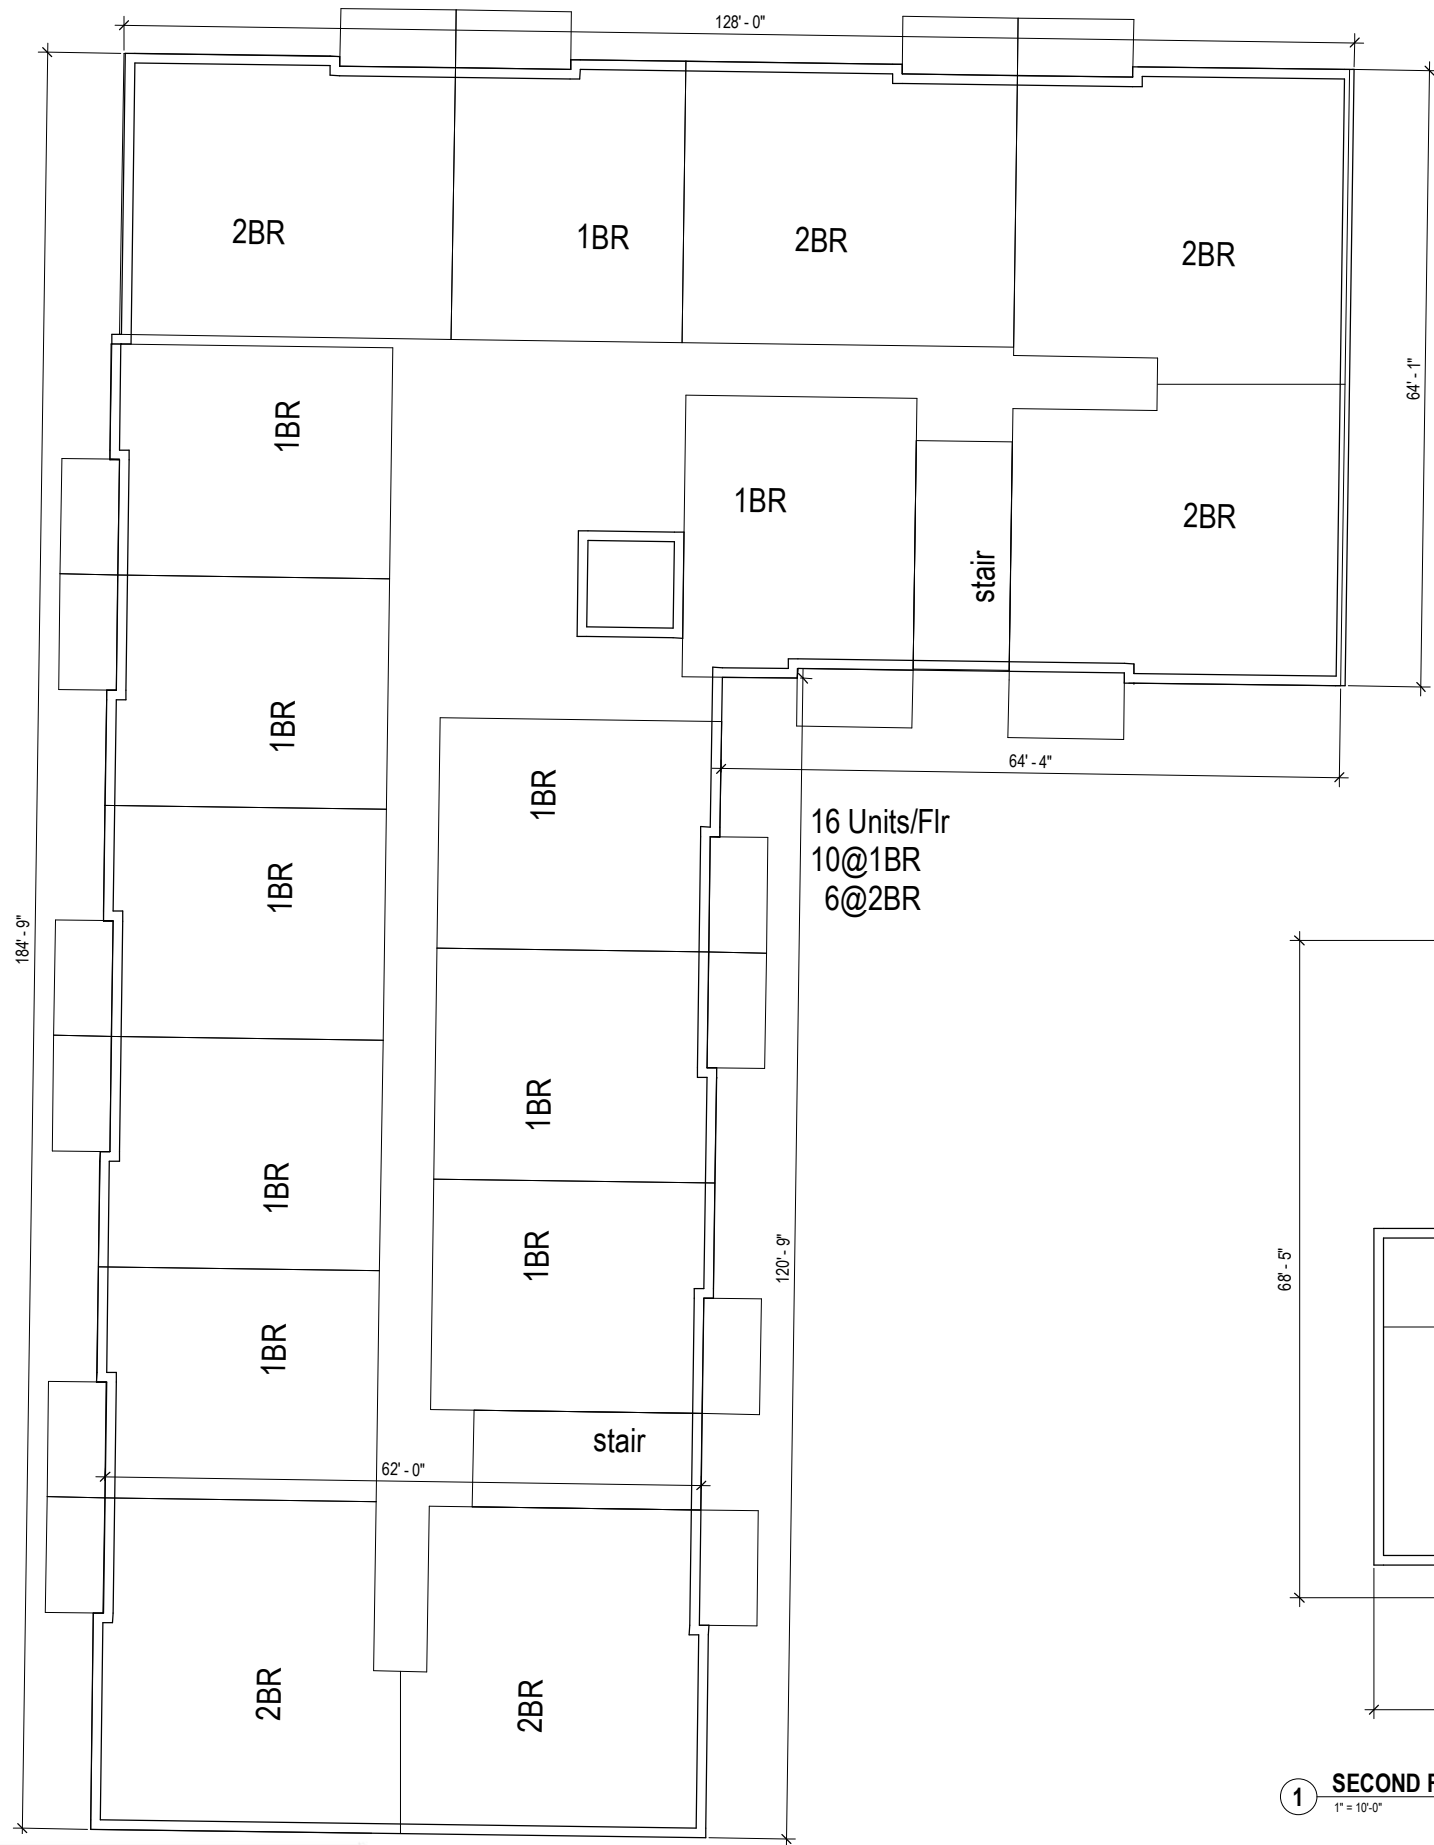 128' - 0"
2BR
1BR
2BR
2BR
64' - 1"
1BR
1BR
stair
2BR
1BR
64' - 4"
1BR
16 Units/Flr
10@1BR
6@2BR
1BR
184' - 9"
1BR
1BR
1BR
120' - 9"
68' - 5"
1BR
stair
62' - 0"
2BR
2BR
1
SECOND
1" = 10'-0"